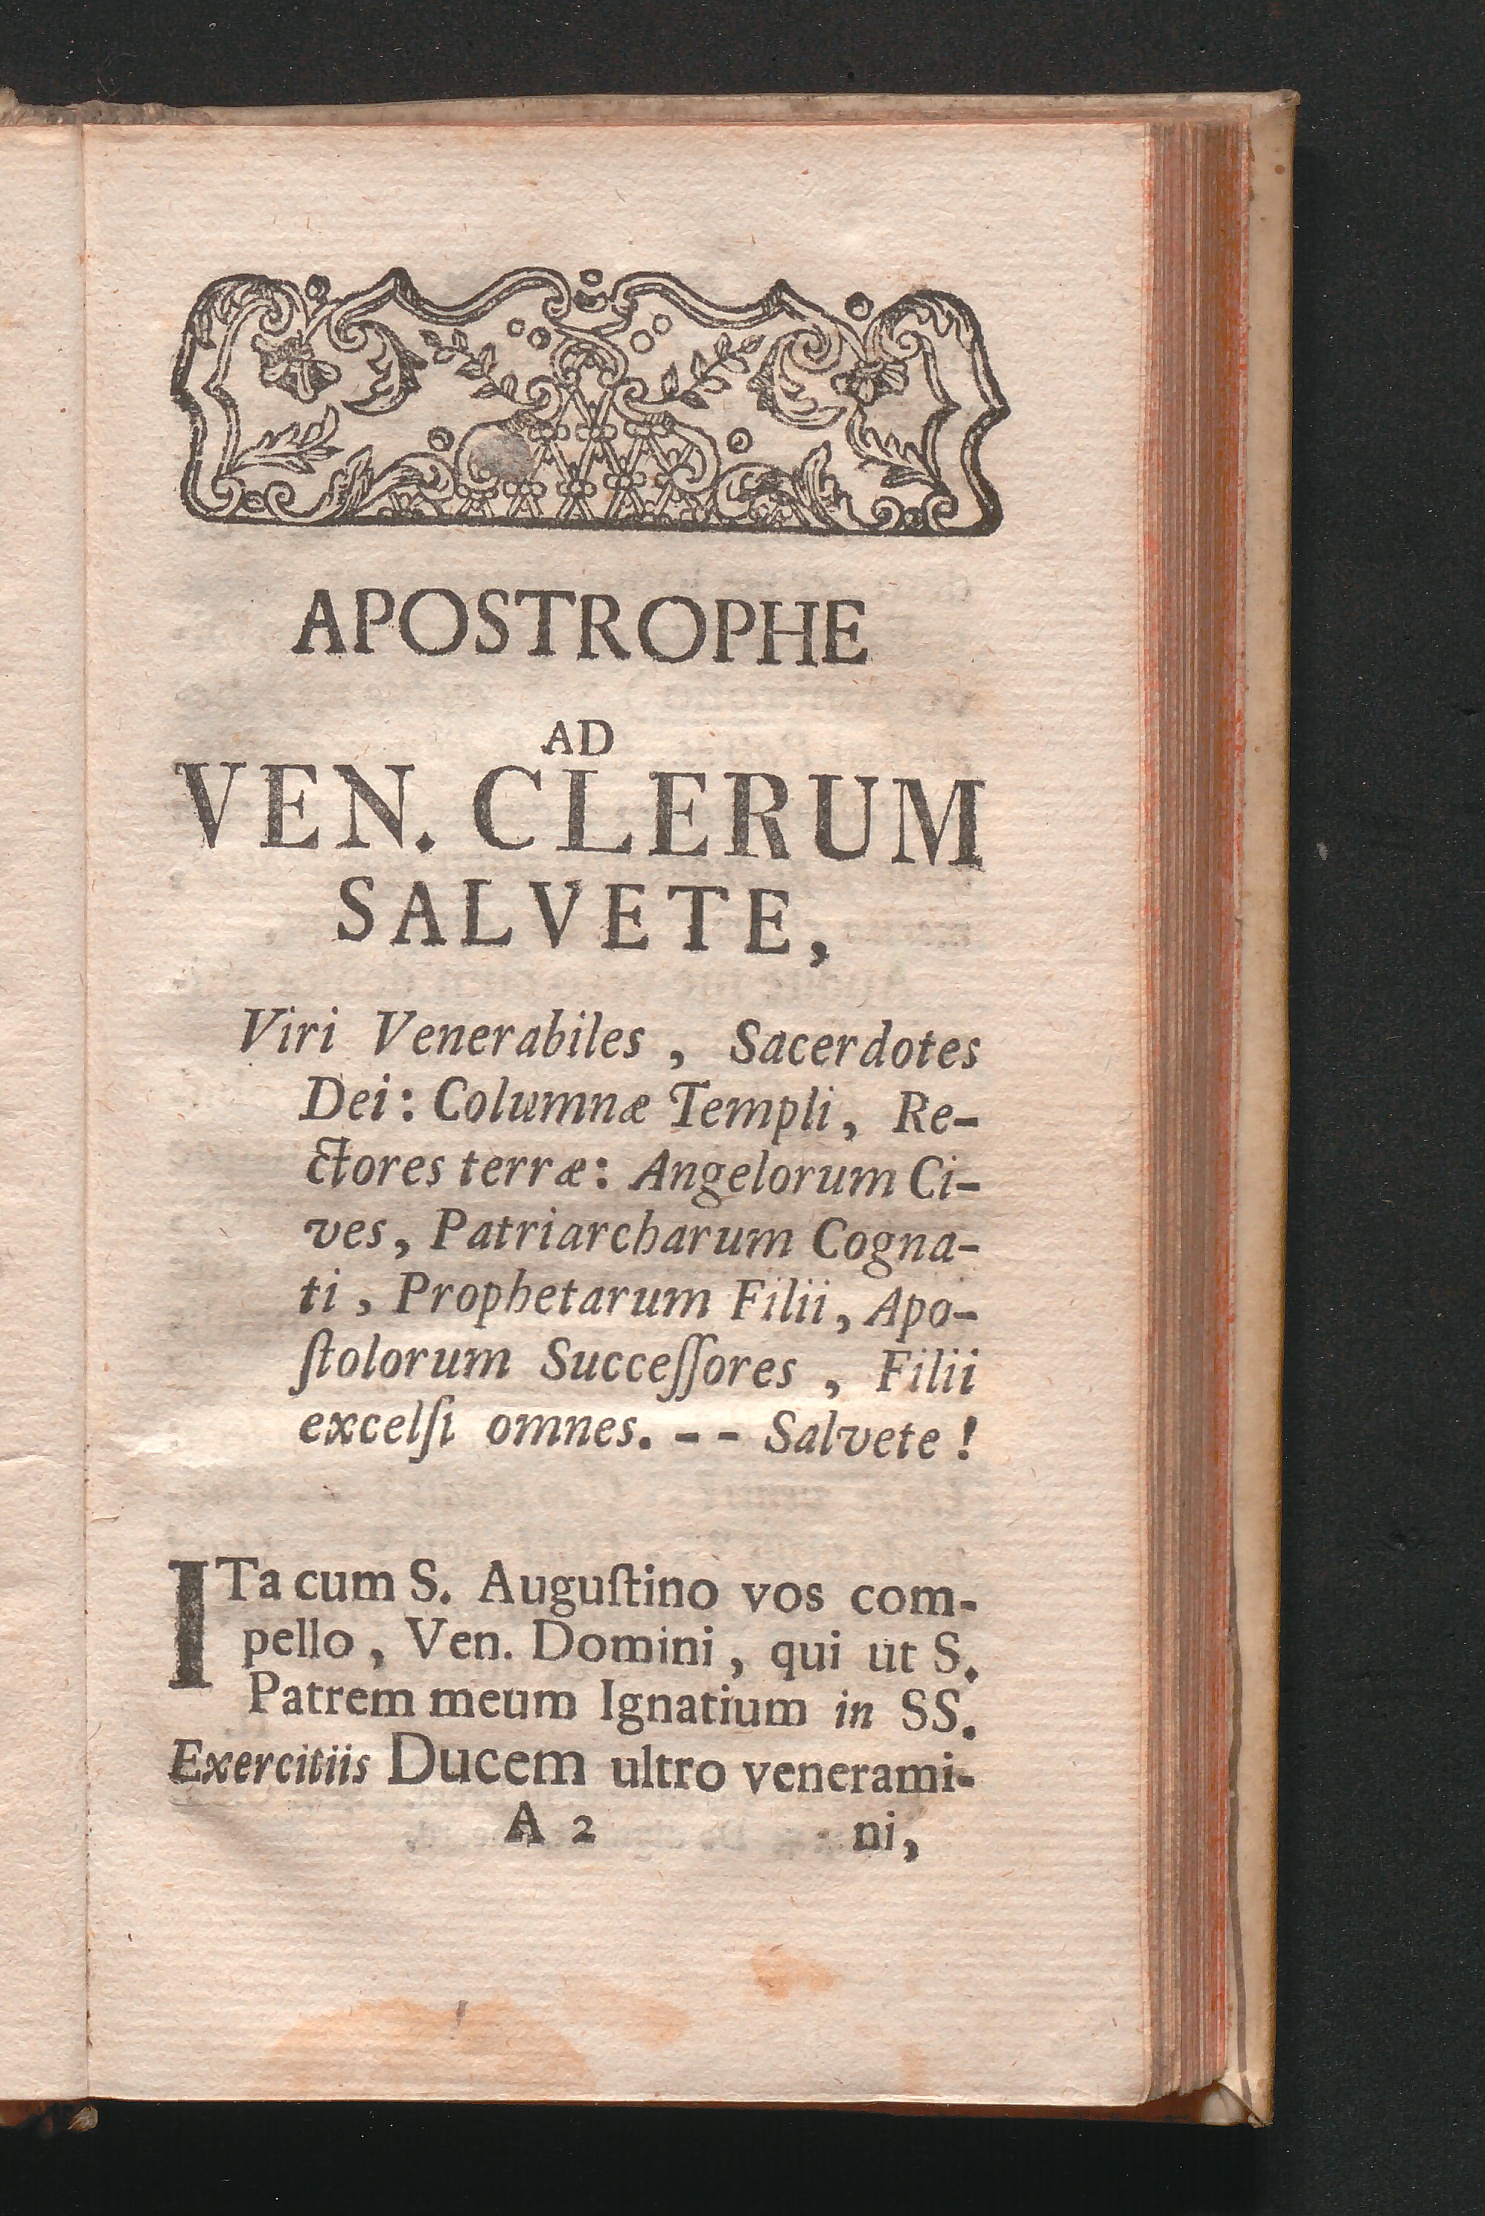 APOSTROPHE
AD
VEN. CLERUM
SALVETE,
Viri Venerabiles, Sacerdotes
Dei: Columnæ Templi, Re-
ctores terræ: Angelorum Ci-
ves, Patriarcharum Cogna-
ti, Prophetarum Filii, Apo-
ſtolorum Succeſſores, Filii
excelſi omnes. -- Salvete!
ITa cum S. Auguſtino vos com-
pello, Ven. Domini, qui ut S.
Patrem meum Ignatium in SS.
Exercitiis Ducem ultro venerami-
A 2 ni,